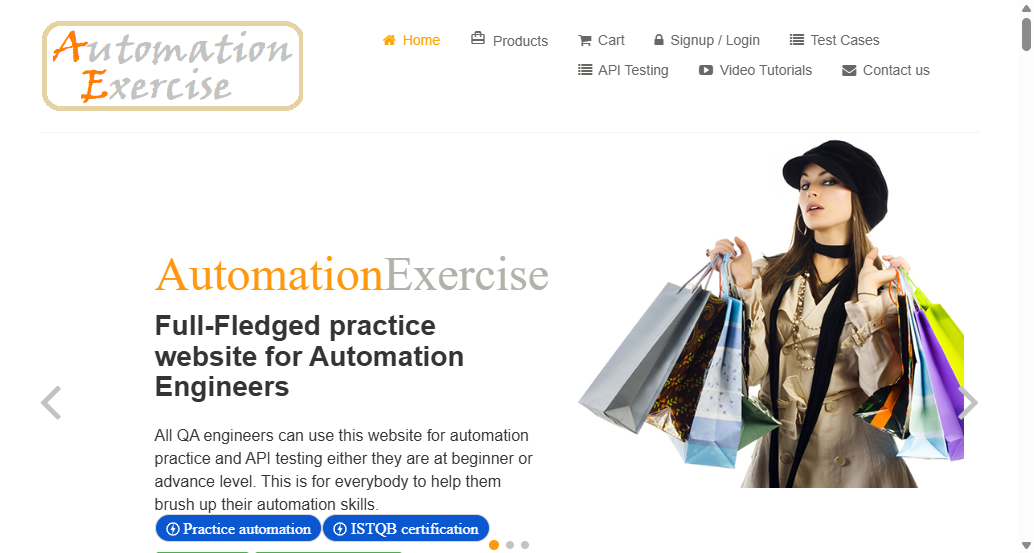 Automation
Exercise
Home
Products
Cart
Signup / Login
Test Cases
API Testing
Video Tutorials
Contact us
AutomationExercise
Full-Fledged practice
website for Automation
Engineers
All QA engineers can use this website for automation
practice and API testing either they are at beginner or
advance level. This is for everybody to help them
brush up their automation skills.
Practice automation
ISTQB certification